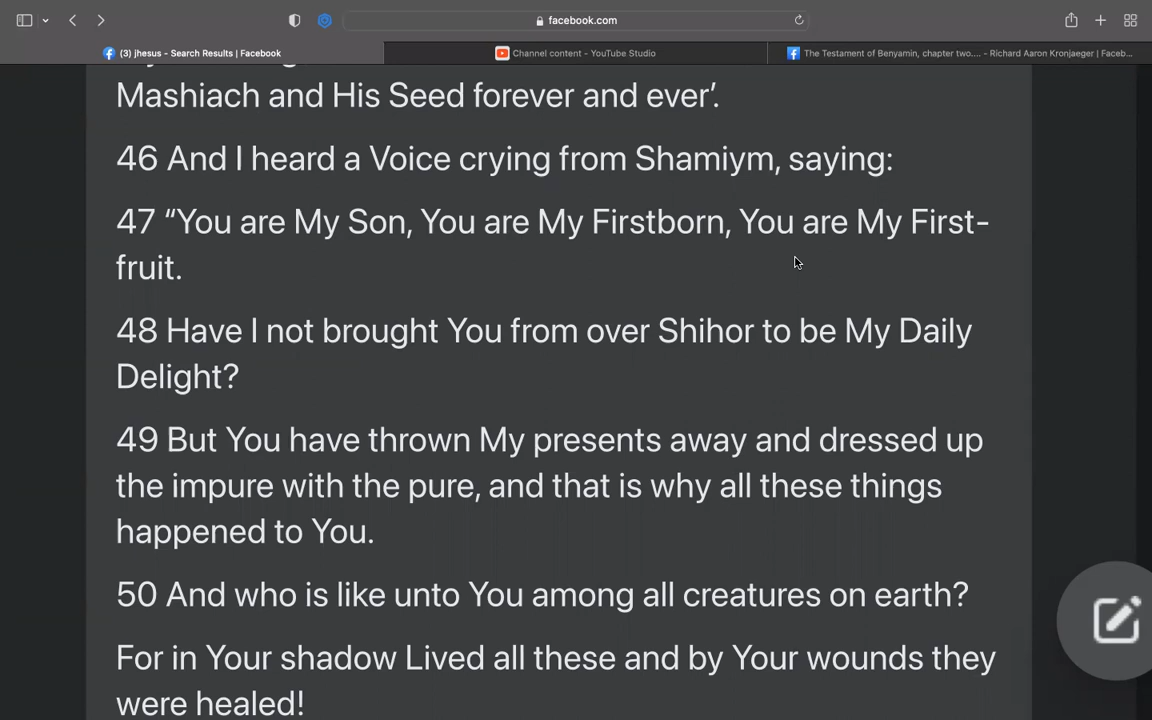 facebook.com
(3) jhesus - Search Results | Facebook
Channel content - YouTube Studio
The Testament of Benyamin, chapter two.... - Richard Aaron Kronjaeger | Faceb...
Mashiach and His Seed forever and ever’.
46 And I heard a Voice crying from Shamiym, saying:
47 “You are My Son, You are My Firstborn, You are My First-
fruit.
48 Have I not brought You from over Shihor to be My Daily
Delight?
49 But You have thrown My presents away and dressed up
the impure with the pure, and that is why all these things
happened to You.
50 And who is like unto You among all creatures on earth?
For in Your shadow Lived all these and by Your wounds they
were healed!